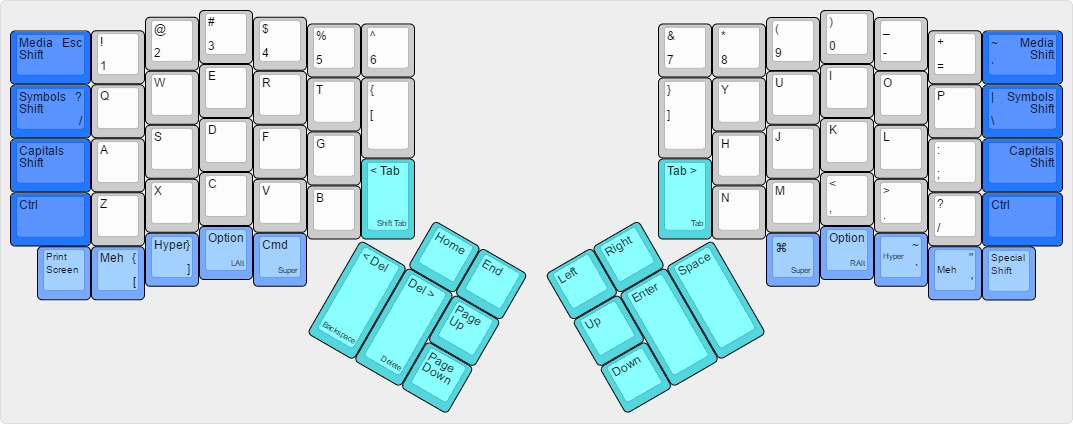 Media Esc
Shift
!
1
@
2
#
3
$
4
%
5
^
6
&
7
*
8
(
9
)
0
_
-
+
=
~ Media
Shift
`
Symbols ?
Shift
/
Q
W
E
R
T
{
[
}
]
Y
U
I
O
P
| Symbols
Shift
\
Capitals
Shift
A
S
D
F
G
< Tab
Shift Tab
Tab >
Tab
H
J
K
L
:
;
Capitals
Shift
Ctrl
Z
X
C
V
B
N
M
<
,
>
.
?
/
Ctrl
Print
Screen
Meh {
[
Hyper}
]
Option
LAlt
Cmd
Super
⌘
Super
Option
RAlt
~
Hyper
`
"
Meh '
Special
Shift
< Del
Backspace
Del >
Delete
Home
End
Page
Up
Page
Down
Left
Right
Up
Down
Enter
Space